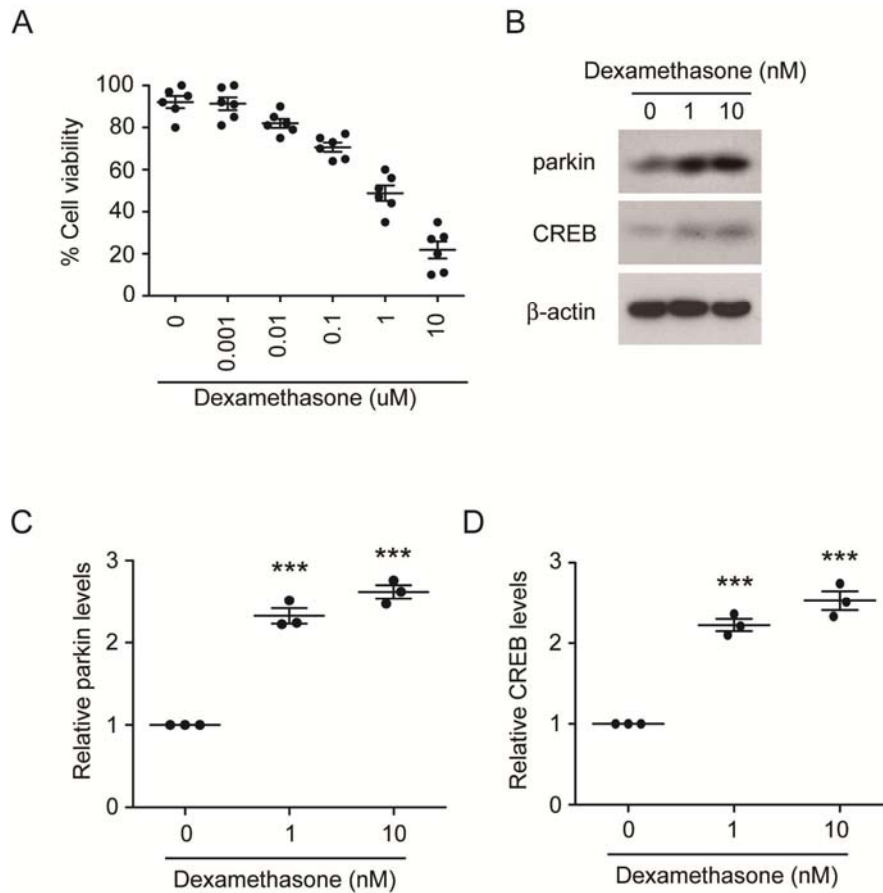 A
% Cell viability
100
80
60
40
20
0
0
0.001
0.01
0.1
1
10
Dexamethasone (uM)
B
Dexamethasone (nM)
0 1 10
parkin
CREB
β-actin
C
Relative parkin levels
3
2
1
0
***
***
0 1 10
Dexamethasone (nM)
D
Relative CREB levels
3
2
1
0
***
***
0 1 10
Dexamethasone (nM)